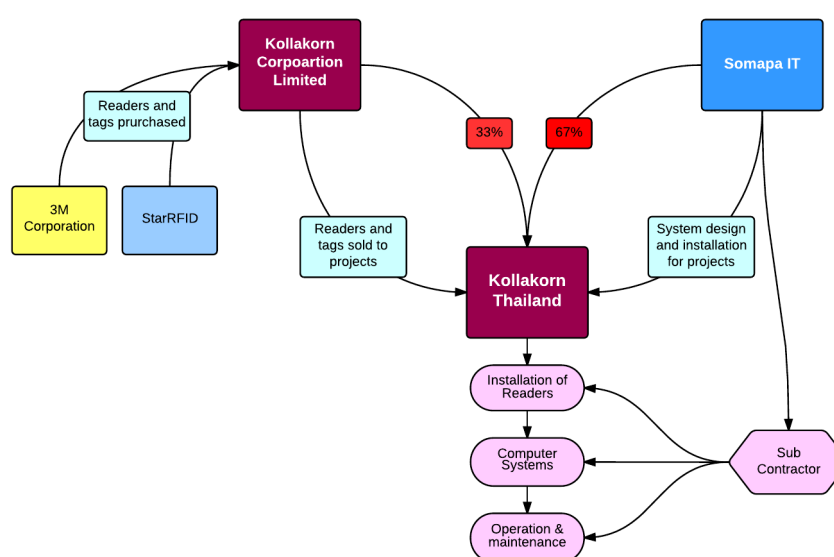 Kollakorn
Corpoartion
Limited
Somapa IT
Readers and
tags prurchased
33%
67%
3M
Corporation
StarRFID
Readers and
tags sold to
projects
System design
and installation
for projects
Kollakorn
Thailand
Installation of
Readers
Computer
Systems
Sub
Contractor
Operation &
maintenance